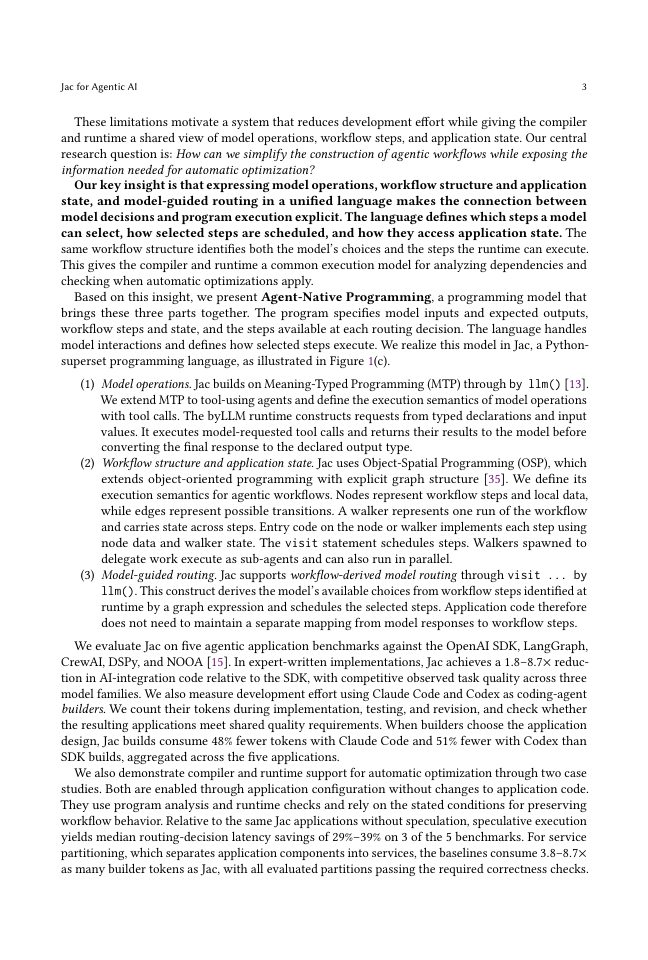 Jac for Agentic AI 3
These limitations motivate a system that reduces development effort while giving the compiler
and runtime a shared view of model operations, workflow steps, and application state. Our central
research question is: How can we simplify the construction of agentic workflows while exposing the
information needed for automatic optimization?
Our key insight is that expressing model operations, workflow structure and application
state, and model-guided routing in a unified language makes the connection between
model decisions and program execution explicit. The language defines which steps a model
can select, how selected steps are scheduled, and how they access application state. The
same workflow structure identifies both the model's choices and the steps the runtime can execute.
This gives the compiler and runtime a common execution model for analyzing dependencies and
checking when automatic optimizations apply.
Based on this insight, we present Agent-Native Programming, a programming model that
brings these three parts together. The program specifies model inputs and expected outputs,
workflow steps and state, and the steps available at each routing decision. The language handles
model interactions and defines how selected steps execute. We realize this model in Jac, a Python-
superset programming language, as illustrated in Figure 1(c).
(1) Model operations. Jac builds on Meaning-Typed Programming (MTP) through by llm() [13].
We extend MTP to tool-using agents and define the execution semantics of model operations
with tool calls. The byLLM runtime constructs requests from typed declarations and input
values. It executes model-requested tool calls and returns their results to the model before
converting the final response to the declared output type.
(2) Workflow structure and application state. Jac uses Object-Spatial Programming (OSP), which
extends object-oriented programming with explicit graph structure [35]. We define its
execution semantics for agentic workflows. Nodes represent workflow steps and local data,
while edges represent possible transitions. A walker represents one run of the workflow
and carries state across steps. Entry code on the node or walker implements each step using
node data and walker state. The visit statement schedules steps. Walkers spawned to
delegate work execute as sub-agents and can also run in parallel.
(3) Model-guided routing. Jac supports workflow-derived model routing through visit ... by
llm(). This construct derives the model's available choices from workflow steps identified at
runtime by a graph expression and schedules the selected steps. Application code therefore
does not need to maintain a separate mapping from model responses to workflow steps.
We evaluate Jac on five agentic application benchmarks against the OpenAI SDK, LangGraph,
CrewAI, DSPy, and NOOA [15]. In expert-written implementations, Jac achieves a 1.8–8.7× reduc-
tion in AI-integration code relative to the SDK, with competitive observed task quality across three
model families. We also measure development effort using Claude Code and Codex as coding-agent
builders. We count their tokens during implementation, testing, and revision, and check whether
the resulting applications meet shared quality requirements. When builders choose the application
design, Jac builds consume 48% fewer tokens with Claude Code and 51% fewer with Codex than
SDK builds, aggregated across the five applications.
We also demonstrate compiler and runtime support for automatic optimization through two case
studies. Both are enabled through application configuration without changes to application code.
They use program analysis and runtime checks and rely on the stated conditions for preserving
workflow behavior. Relative to the same Jac applications without speculation, speculative execution
yields median routing-decision latency savings of 29%–39% on 3 of the 5 benchmarks. For service
partitioning, which separates application components into services, the baselines consume 3.8–8.7×
as many builder tokens as Jac, with all evaluated partitions passing the required correctness checks.